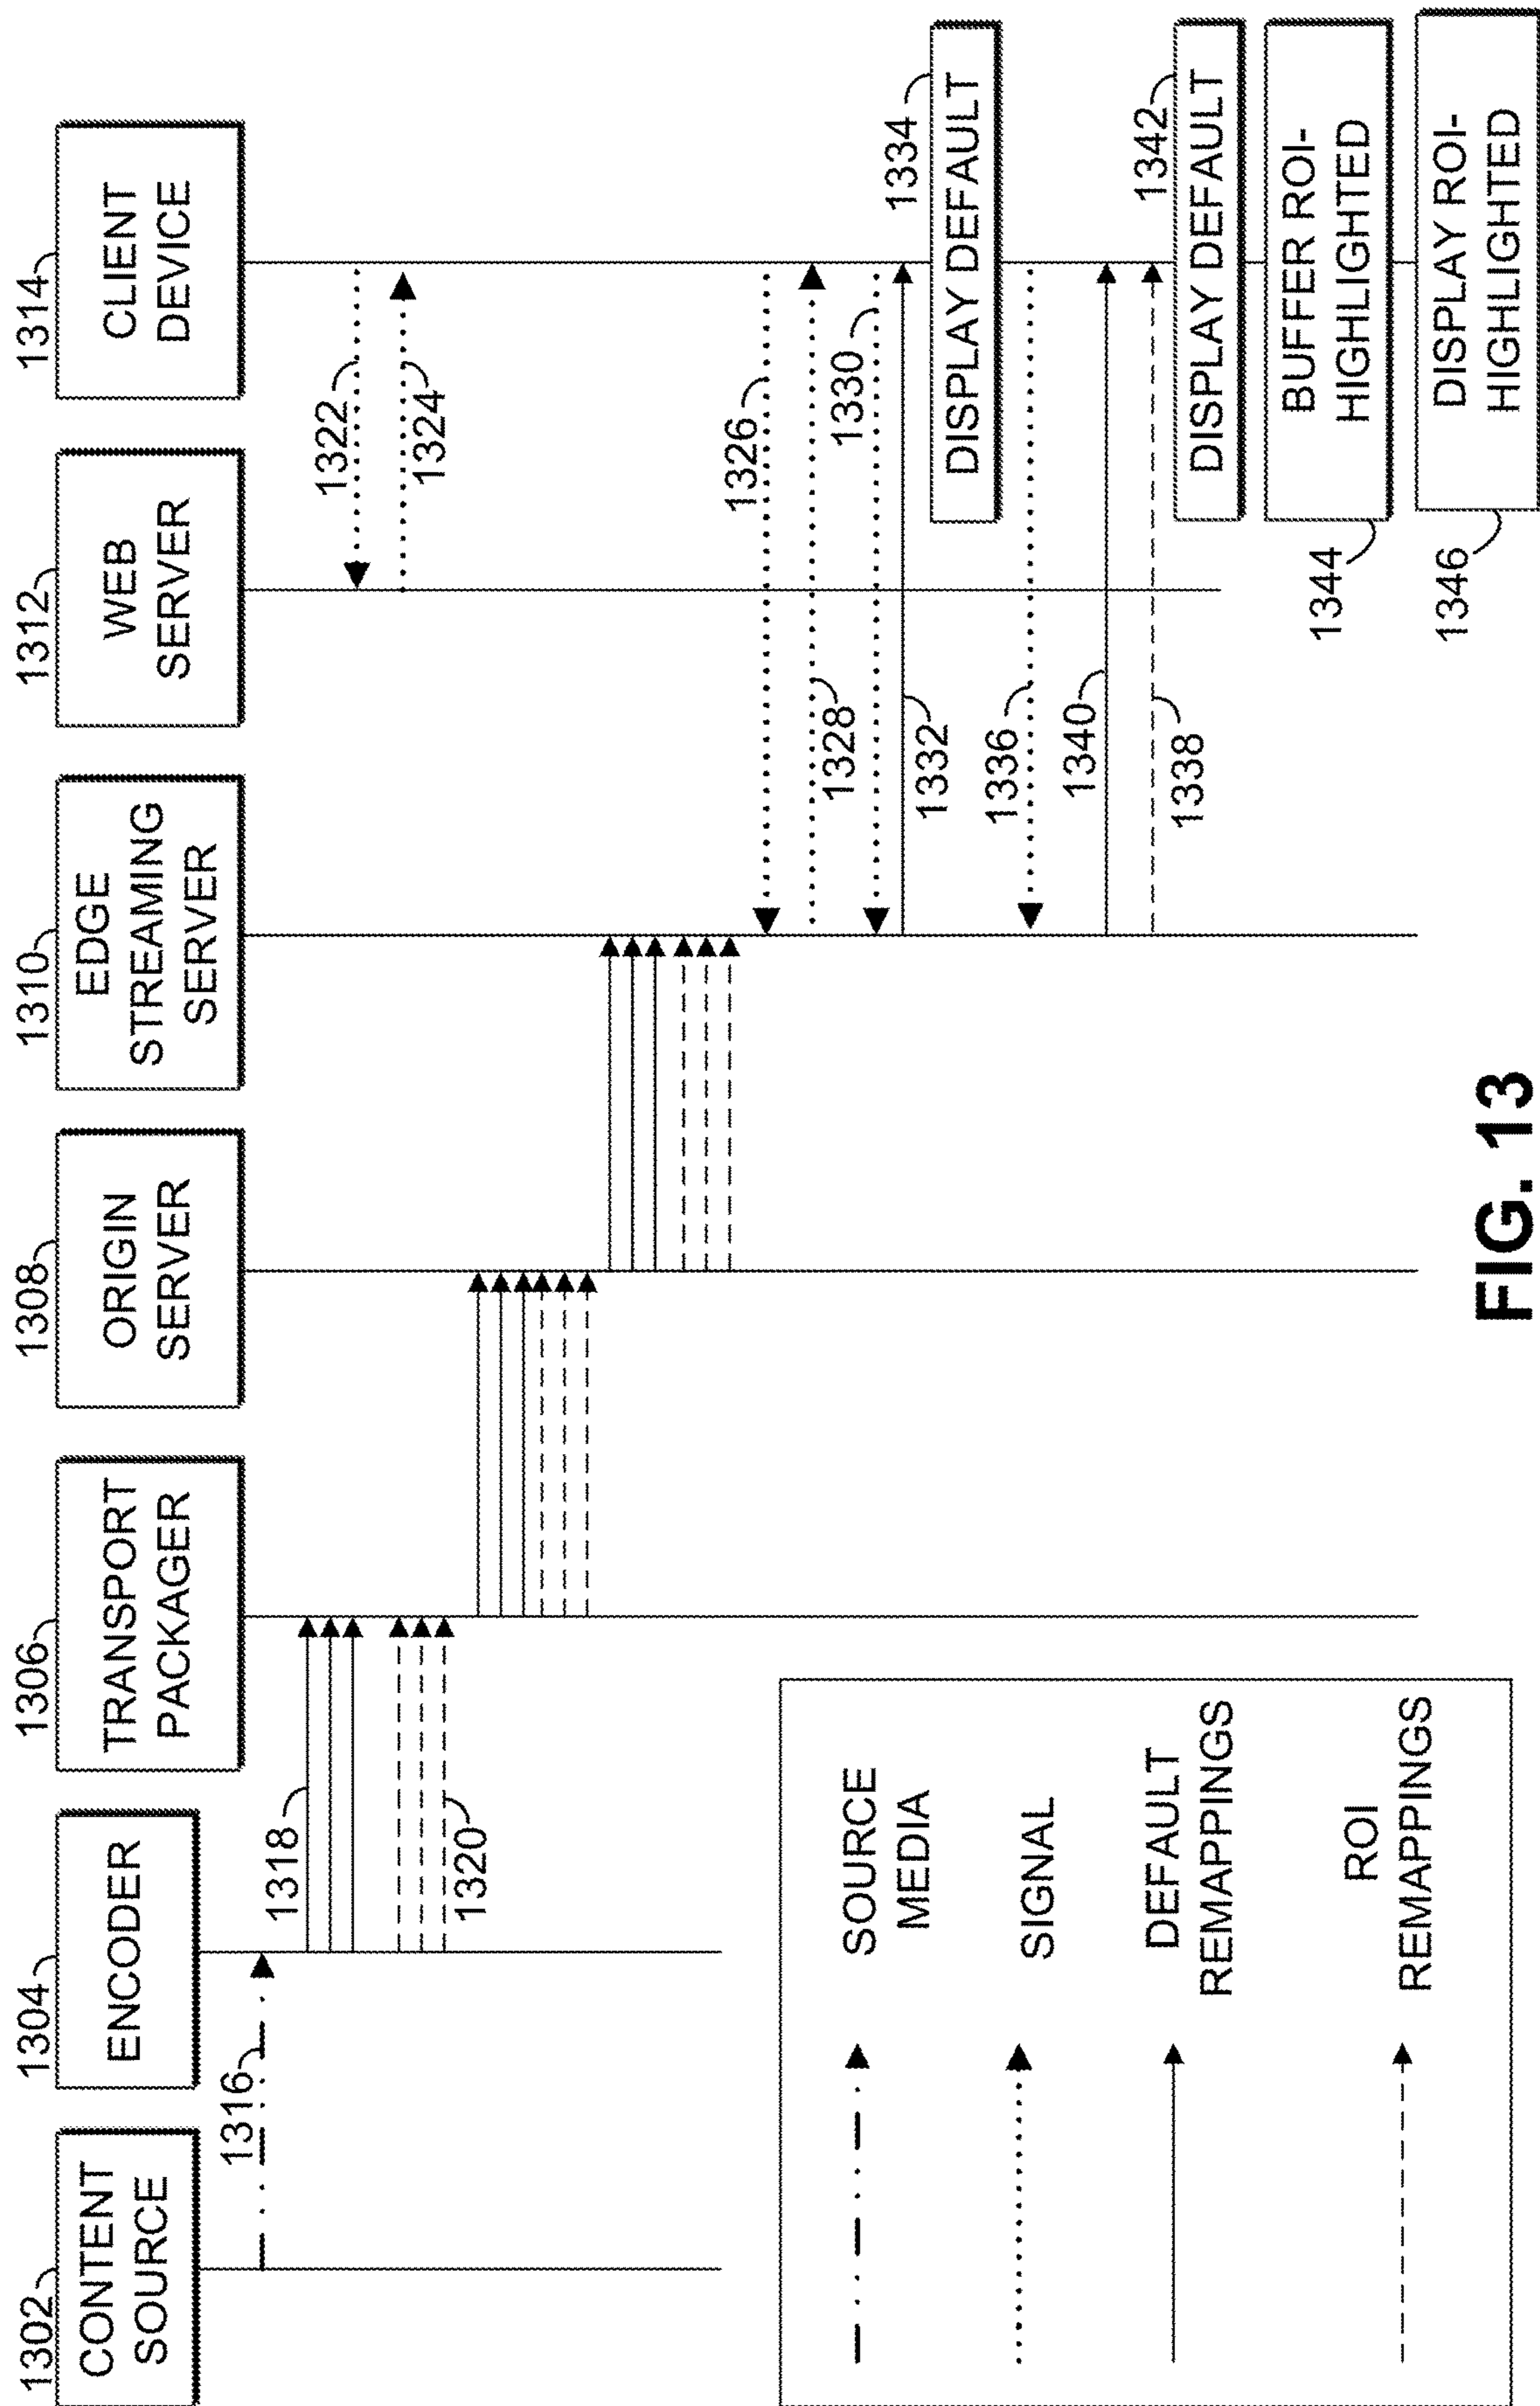 1302
CONTENT
SOURCE
1304
ENCODER
1306
TRANSPORT
PACKAGER
1308
ORIGIN
SERVER
1310
EDGE
STREAMING
SERVER
1312
WEB
SERVER
1314
CLIENT
DEVICE
1316
1318
1320
1322
1324
1326
1328
1330
1332
1334
DISPLAY DEFAULT
1336
1340
1338
1342
DISPLAY DEFAULT
BUFFER ROI-
HIGHLIGHTED
1344
DISPLAY ROI-
HIGHLIGHTED
1346
SOURCE
MEDIA
SIGNAL
DEFAULT
REMAPPINGS
ROI
REMAPPINGS
FIG. 13